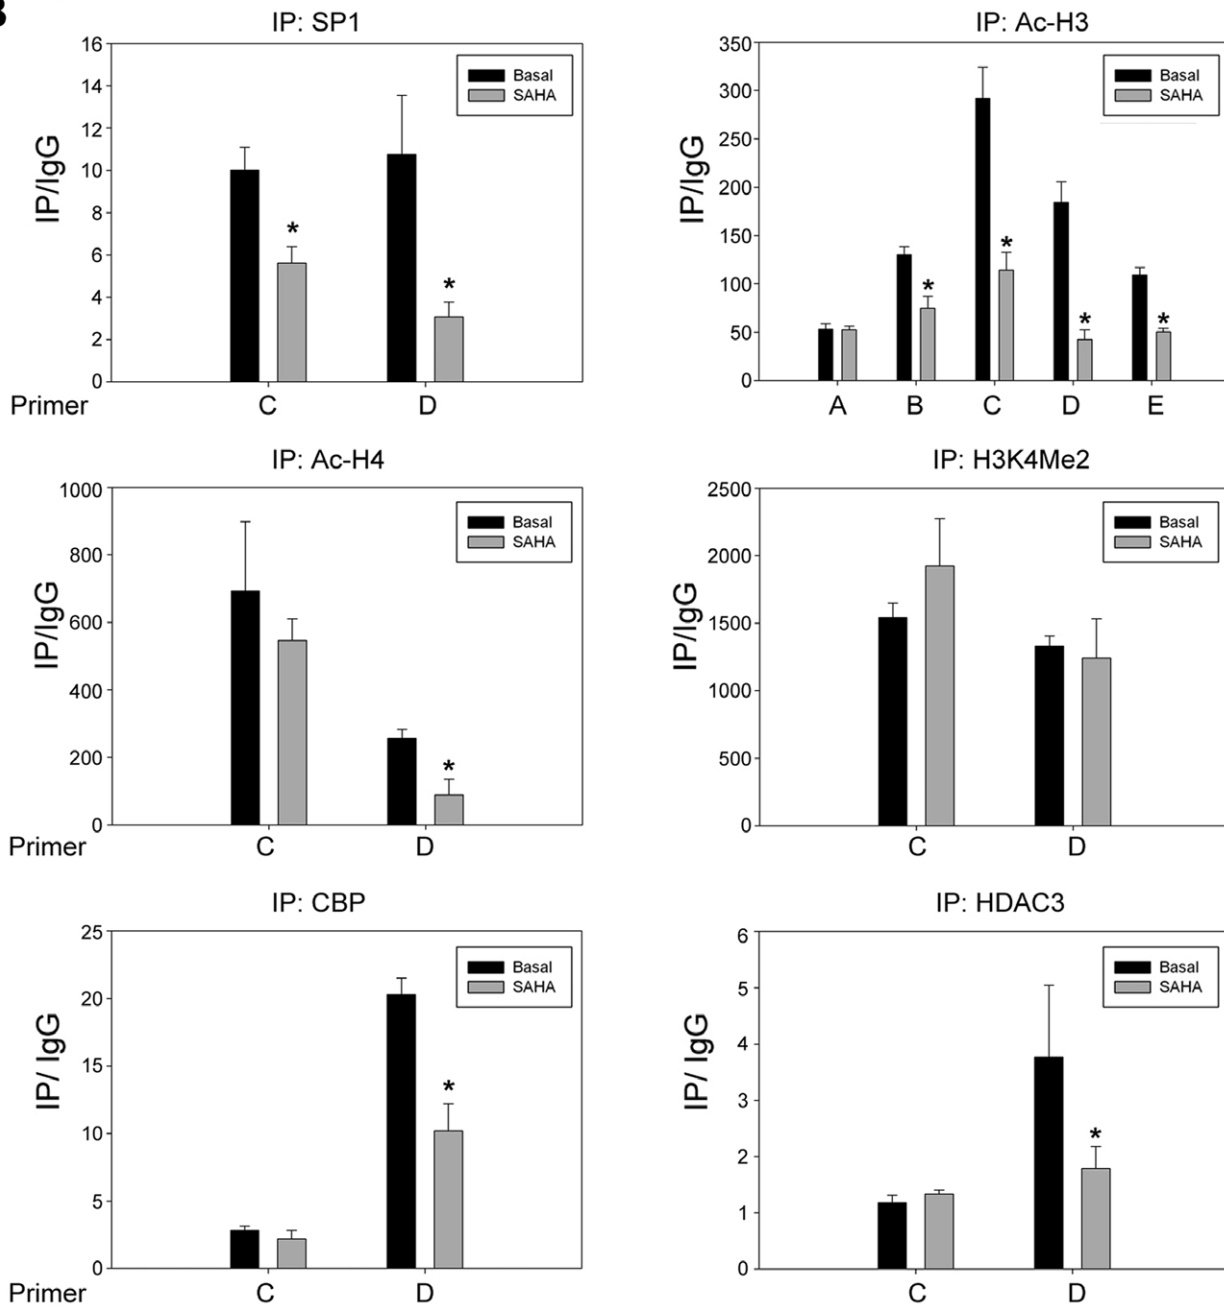 B
IP: SP1
16
14
12
10
8
6
4
2
0
IP/IgG
Basal
SAHA
*
*
Primer
C
D
IP: Ac-H3
350
300
250
200
150
100
50
0
IP/IgG
Basal
SAHA
*
*
*
*
A
B
C
D
E
IP: Ac-H4
1000
800
600
400
200
0
IP/IgG
Basal
SAHA
*
Primer
C
D
IP: H3K4Me2
2500
2000
1500
1000
500
0
IP/IgG
Basal
SAHA
C
D
IP: CBP
25
20
15
10
5
0
IP/ IgG
Basal
SAHA
*
Primer
C
D
IP: HDAC3
6
5
4
3
2
1
0
IP/ IgG
Basal
SAHA
*
C
D